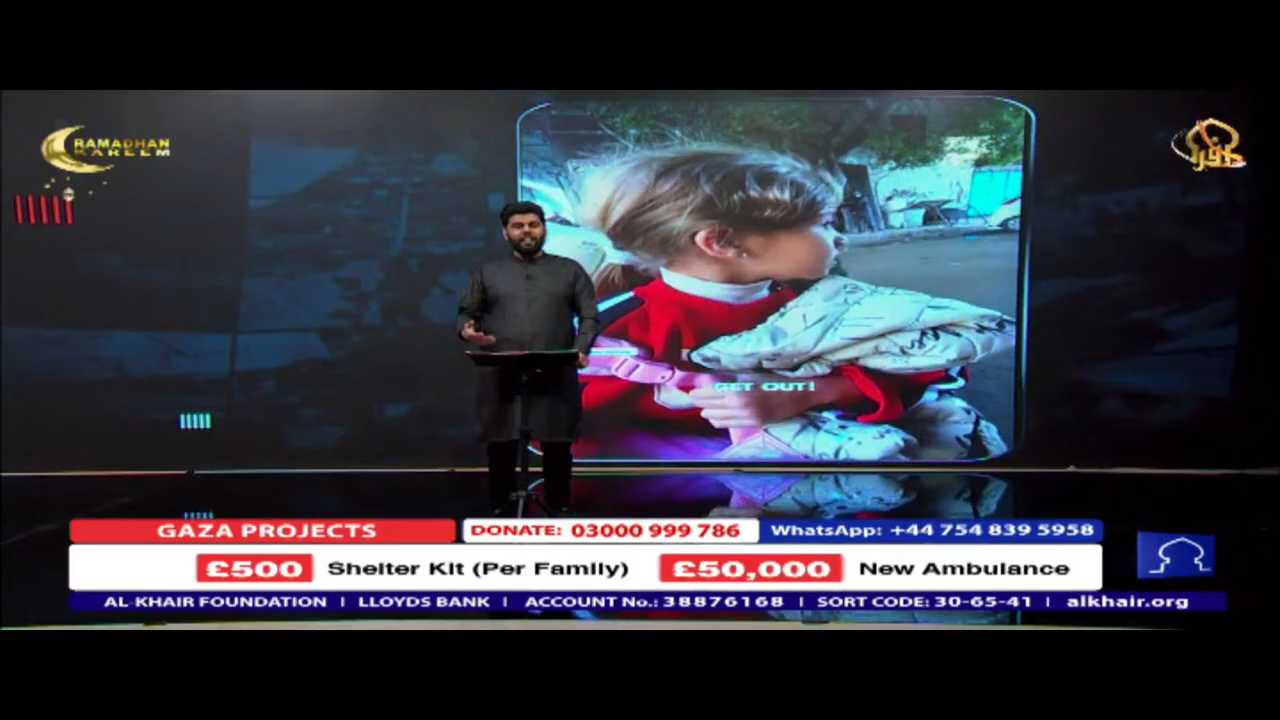 RAMADHAN
KAREEM
اقرأ
GET OUT!
GAZA PROJECTS
DONATE: 03000 999 786
WhatsApp: +44 754 839 5958
£500 Shelter Kit (Per Family) £50,000 New Ambulance
AL-KHAIR FOUNDATION | LLOYDS BANK | ACCOUNT No.: 38876168 | SORT CODE: 30-65-41 | alkhair.org